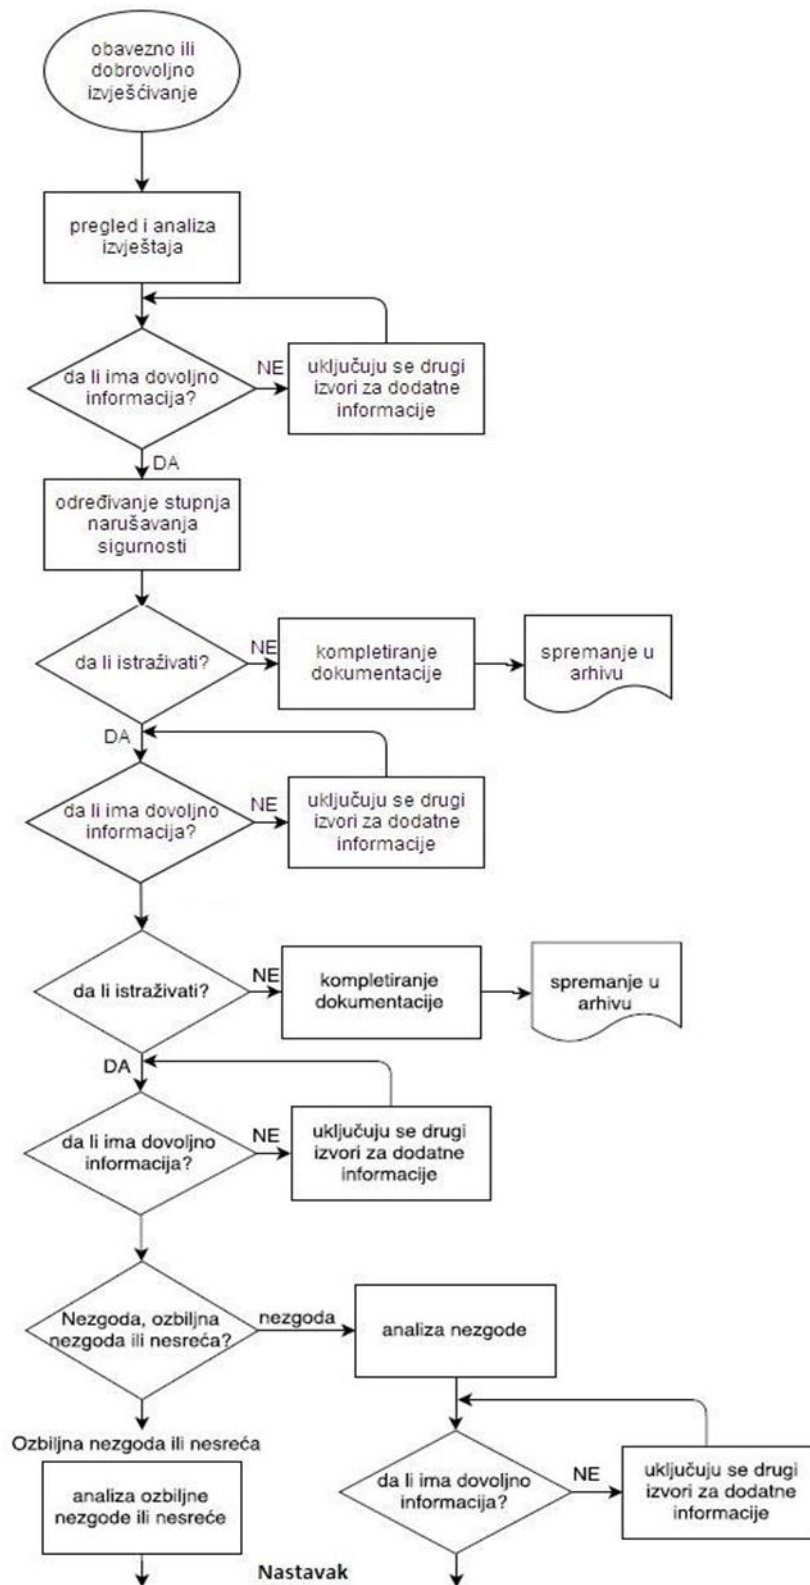 obavezno ili
dobrovoljno
izvješćivanje
pregled i analiza
izvještaja
da li ima dovoljno
informacija?
NE
uključuju se drugi
izvori za dodatne
informacije
DA
određivanje stupnja
narušavanja
sigurnosti
da li istraživati?
NE
kompletiranje
dokumentacije
spremanje u
arhivu
DA
da li ima dovoljno
informacija?
NE
uključuju se drugi
izvori za dodatne
informacije
da li istraživati?
NE
kompletiranje
dokumentacije
spremanje u
arhivu
DA
da li ima dovoljno
informacija?
NE
uključuju se drugi
izvori za dodatne
informacije
Nezgoda, ozbiljna
nezgoda ili nesreća?
nezgoda
analiza nezgode
Ozbiljna nezgoda ili nesreća
analiza ozbiljne
nezgode ili nesreće
da li ima dovoljno
informacija?
NE
uključuju se drugi
izvori za dodatne
informacije
Nastavak